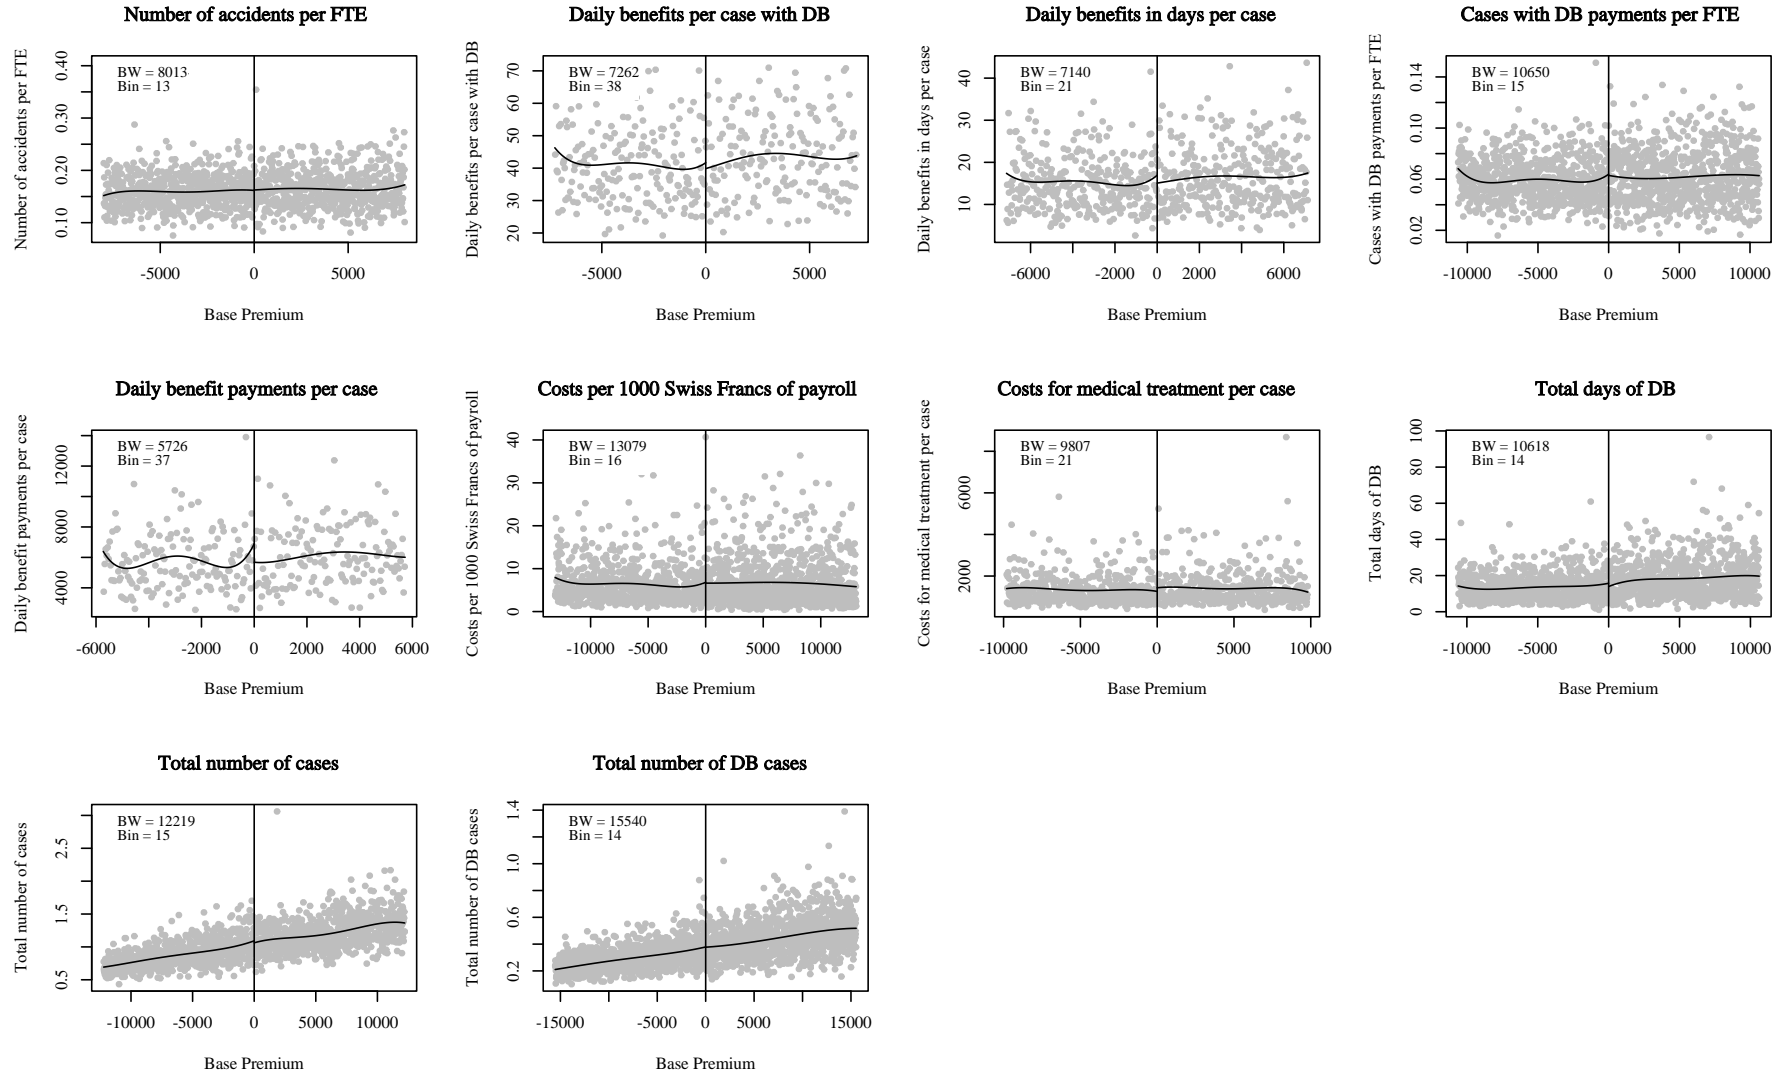 Number of accidents per FTE
Number of accidents per FTE
0.10 0.20 0.30 0.40
BW = 8013
Bin = 13
-5000 0 5000
Base Premium
Daily benefits per case with DB
Daily benefits per case with DB
20 30 40 50 60 70
BW = 7262
Bin = 38
-5000 0 5000
Base Premium
Daily benefits in days per case
Daily benefits in days per case
10 20 30 40
BW = 7140
Bin = 21
-6000 -2000 0 2000 6000
Base Premium
Cases with DB payments per FTE
Cases with DB payments per FTE
0.02 0.06 0.10 0.14
BW = 10650
Bin = 15
-10000 -5000 0 5000 10000
Base Premium
Daily benefit payments per case
Daily benefit payments per case
4000 8000 12000
BW = 5726
Bin = 37
-6000 -2000 0 2000 4000 6000
Base Premium
Costs per 1000 Swiss Francs of payroll
Costs per 1000 Swiss Francs of payroll
0 10 20 30 40
BW = 13079
Bin = 16
-10000 -5000 0 5000 10000
Base Premium
Costs for medical treatment per case
Costs for medical treatment per case
2000 6000
BW = 9807
Bin = 21
-10000 -5000 0 5000 10000
Base Premium
Total days of DB
Total days of DB
0 20 40 60 80 100
BW = 10618
Bin = 14
-10000 -5000 0 5000 10000
Base Premium
Total number of cases
Total number of cases
0.5 1.5 2.5
BW = 12219
Bin = 15
-10000 -5000 0 5000 10000
Base Premium
Total number of DB cases
Total number of DB cases
0.2 0.6 1.0 1.4
BW = 15540
Bin = 14
-15000 -5000 0 5000 15000
Base Premium